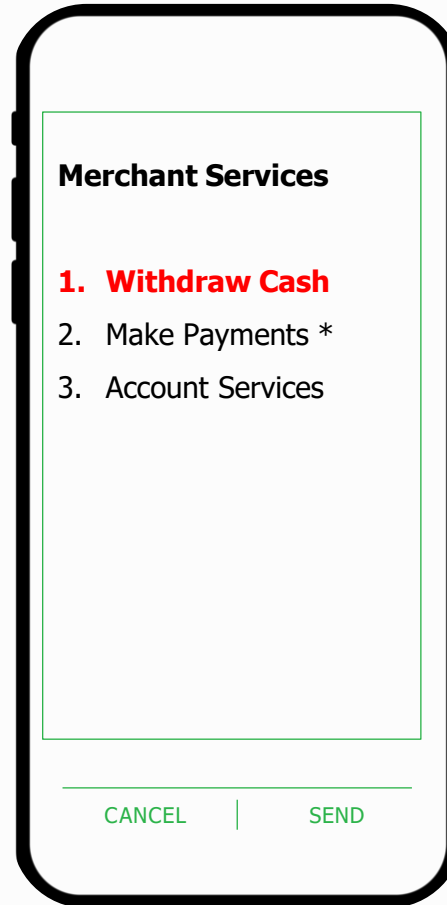 Merchant Services
1. Withdraw Cash
2. Make Payments *
3. Account Services
CANCEL SEND